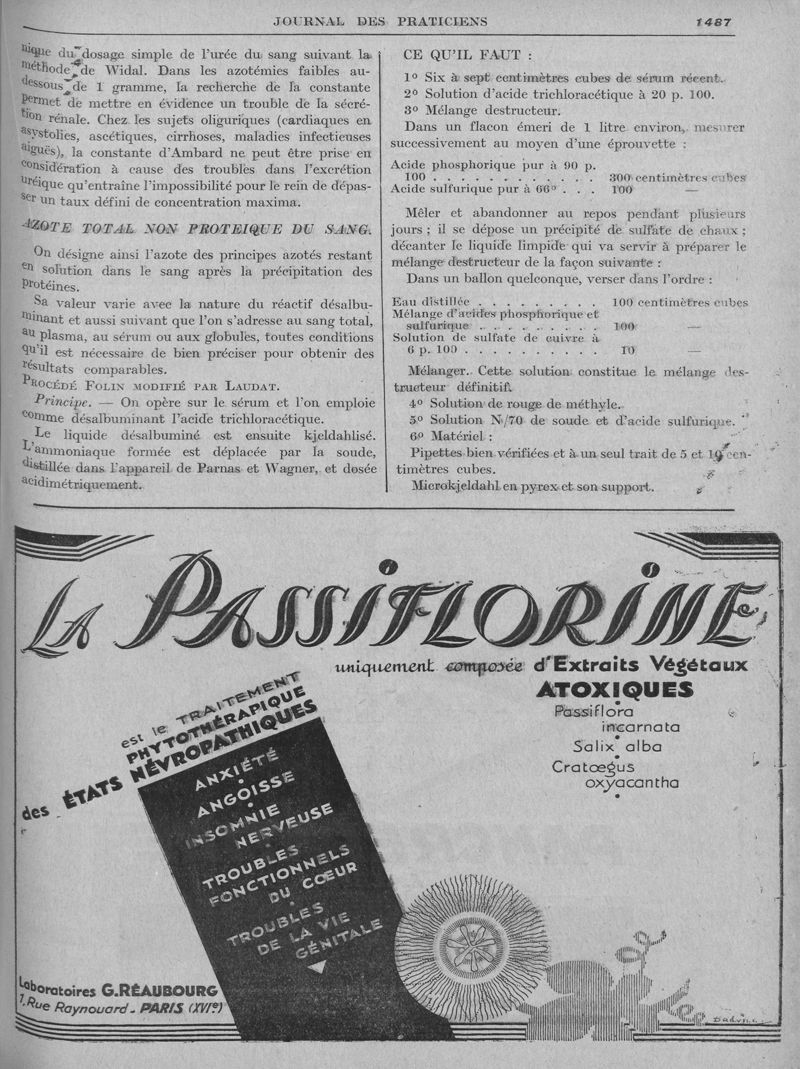 JOURNAL DES PRATICIENS 1487
nique du dosage simple de l'urée du sang suivant la
méthode de Widal. Dans les azotémies faibles au-
dessous de 1 gramme, la recherche de la constante
permet de mettre en évidence un trouble de la sécré-
tion rénale. Chez les sujets oliguriques (cardiaques en
asystolies, ascétiques, cirrhoses, maladies infectieuses
aiguës), la constante d'Ambard ne peut être prise en
considération à cause des troubles dans l'excrétion
uréique qu'entraîne l'impossibilité pour le rein de dépas-
ser un taux défini de concentration maxima.
AZOTE TOTAL NON PROTEIQUE DU SANG.
On désigne ainsi l'azote des principes azotés restant
en solution dans le sang après la précipitation des
protéines.
Sa valeur varie avec la nature du réactif désalbu-
minant et aussi suivant que l'on s'adresse au sang total,
au plasma, au sérum ou aux globules, toutes conditions
qu'il est nécessaire de bien préciser pour obtenir des
résultats comparables.
PROCÉDÉ FOLIN MODIFIÉ PAR LAUDAT.
Principe. — On opère sur le sérum et l'on emploie
comme désalbuminant l'acide trichloracétique.
Le liquide désalbuminé est ensuite kjeldahlisé.
L'ammoniaque formée est déplacée par la soude,
distillée dans l'appareil de Parnas et Wagner, et dosée
acidimétriquement.
CE QU'IL FAUT :
1º Six à sept centimètres cubes de sérum récent.
2º Solution d'acide trichloracétique à 20 p. 100.
3º Mélange destructeur.
Dans un flacon émeri de 1 litre environ, mesurer
successivement au moyen d'une éprouvette :
Acide phosphorique pur à 90 p.
100 . . . . . . . . . . . 300 centimètres cubes
Acide sulfurique pur à 66º . . . 100 —
Mêler et abandonner au repos pendant plusieurs
jours ; il se dépose un précipité de sulfate de chaux ;
décanter le liquide limpide qui va servir à préparer le
mélange destructeur de la façon suivante :
Dans un ballon quelconque, verser dans l'ordre :
Eau distillée . . . . . . . . . 100 centimètres cubes
Mélange d'acides phosphorique et
sulfurique . . . . . . . . . 100 —
Solution de sulfate de cuivre à
6 p. 100 . . . . . . . . . . 10 —
Mélanger. Cette solution constitue le mélange des-
tructeur définitif.
4º Solution de rouge de méthyle.
5º Solution N/70 de soude et d'acide sulfurique.
6º Matériel :
Pipettes bien vérifiées et à un seul trait de 5 et 10 cen-
timètres cubes.
Microkjeldahl en pyrex et son support.
LA PASSIFLORINE
uniquement composée d'Extraits Végétaux
ATOXIQUES
Passiflora
incarnata
Salix alba
Cratœgus
oxyacantha
est le TRAITEMENT
PHYTOTHÉRAPIQUE
des ÉTATS NÉVROPATHIQUES
ANXIÉTÉ
ANGOISSE
INSOMNIE
NERVEUSE
TROUBLES
FONCTIONNELS
DU CŒUR
TROUBLES
DE LA VIE
GÉNITALE
Laboratoires G.RÉAUBOURG
1.Rue Raynouard - PARIS (XVIe)